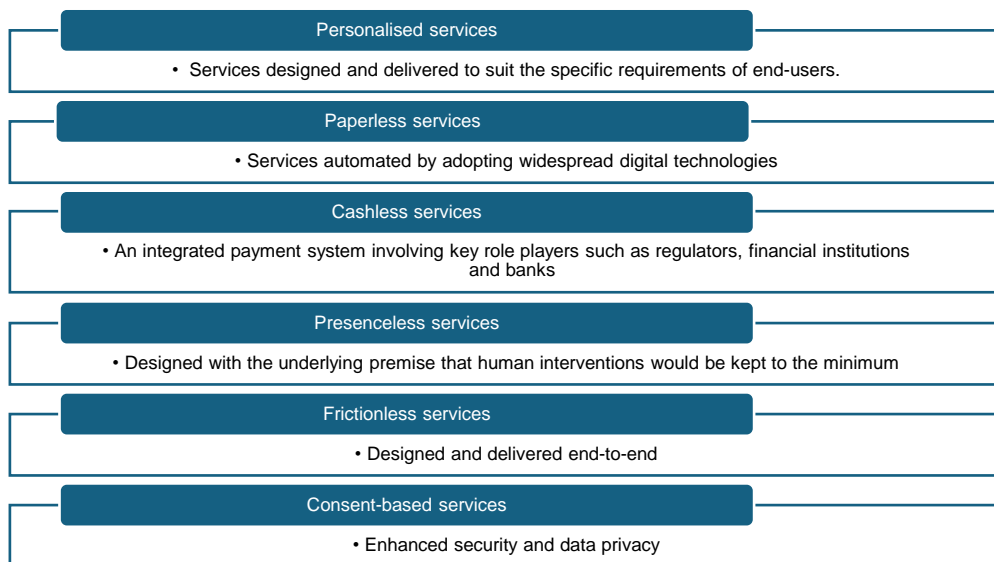 Personalised services
• Services designed and delivered to suit the specific requirements of end-users.
Paperless services
• Services automated by adopting widespread digital technologies
Cashless services
• An integrated payment system involving key role players such as regulators, financial institutions
and banks
Presenceless services
• Designed with the underlying premise that human interventions would be kept to the minimum
Frictionless services
• Designed and delivered end-to-end
Consent-based services
• Enhanced security and data privacy